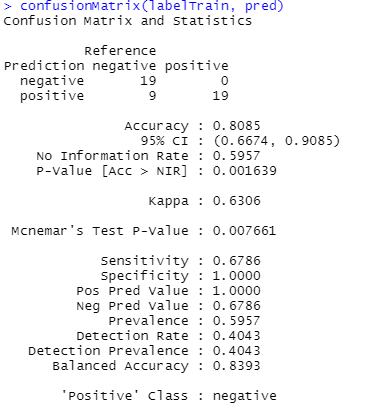 > confusionMatrix(labelTrain, pred)
Confusion Matrix and Statistics
Reference
Prediction negative positive
negative 19 0
positive 9 19
Accuracy : 0.8085
95% CI : (0.6674, 0.9085)
No Information Rate : 0.5957
P-Value [Acc > NIR] : 0.001639
Kappa : 0.6306
Mcnemar's Test P-Value : 0.007661
Sensitivity : 0.6786
Specificity : 1.0000
Pos Pred Value : 1.0000
Neg Pred Value : 0.6786
Prevalence : 0.5957
Detection Rate : 0.4043
Detection Prevalence : 0.4043
Balanced Accuracy : 0.8393
'Positive' Class : negative